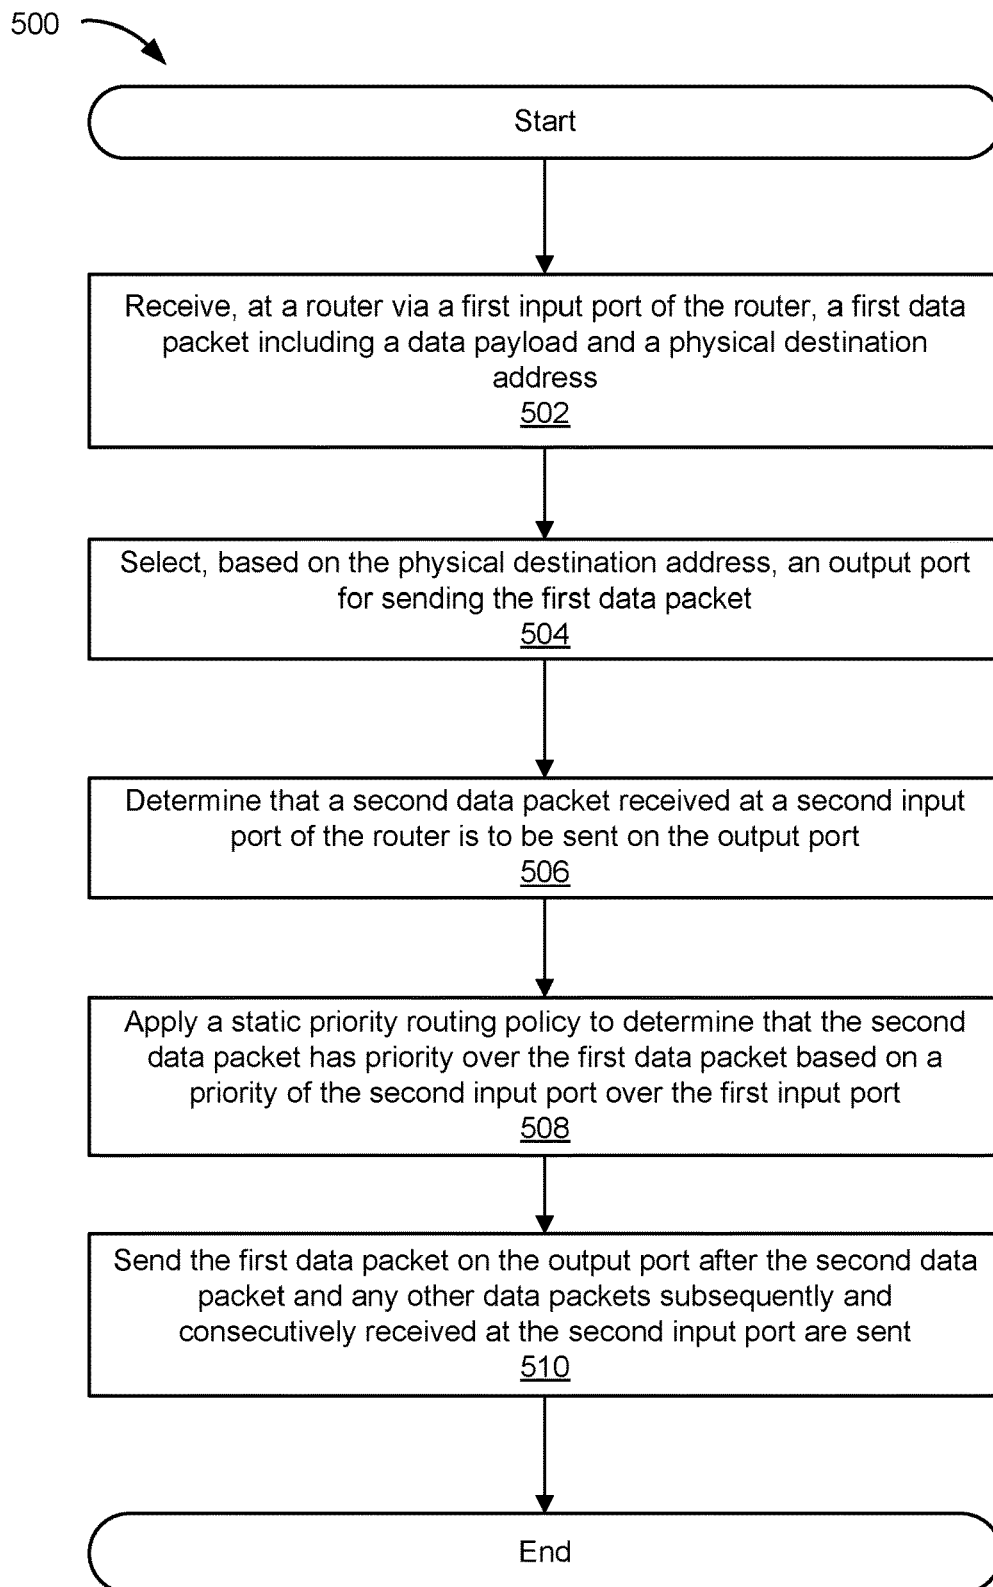 500
Start
Receive, at a router via a first input port of the router, a first data
packet including a data payload and a physical destination
address
502
Select, based on the physical destination address, an output port
for sending the first data packet
504
Determine that a second data packet received at a second input
port of the router is to be sent on the output port
506
Apply a static priority routing policy to determine that the second
data packet has priority over the first data packet based on a
priority of the second input port over the first input port
508
Send the first data packet on the output port after the second data
packet and any other data packets subsequently and
consecutively received at the second input port are sent
510
End